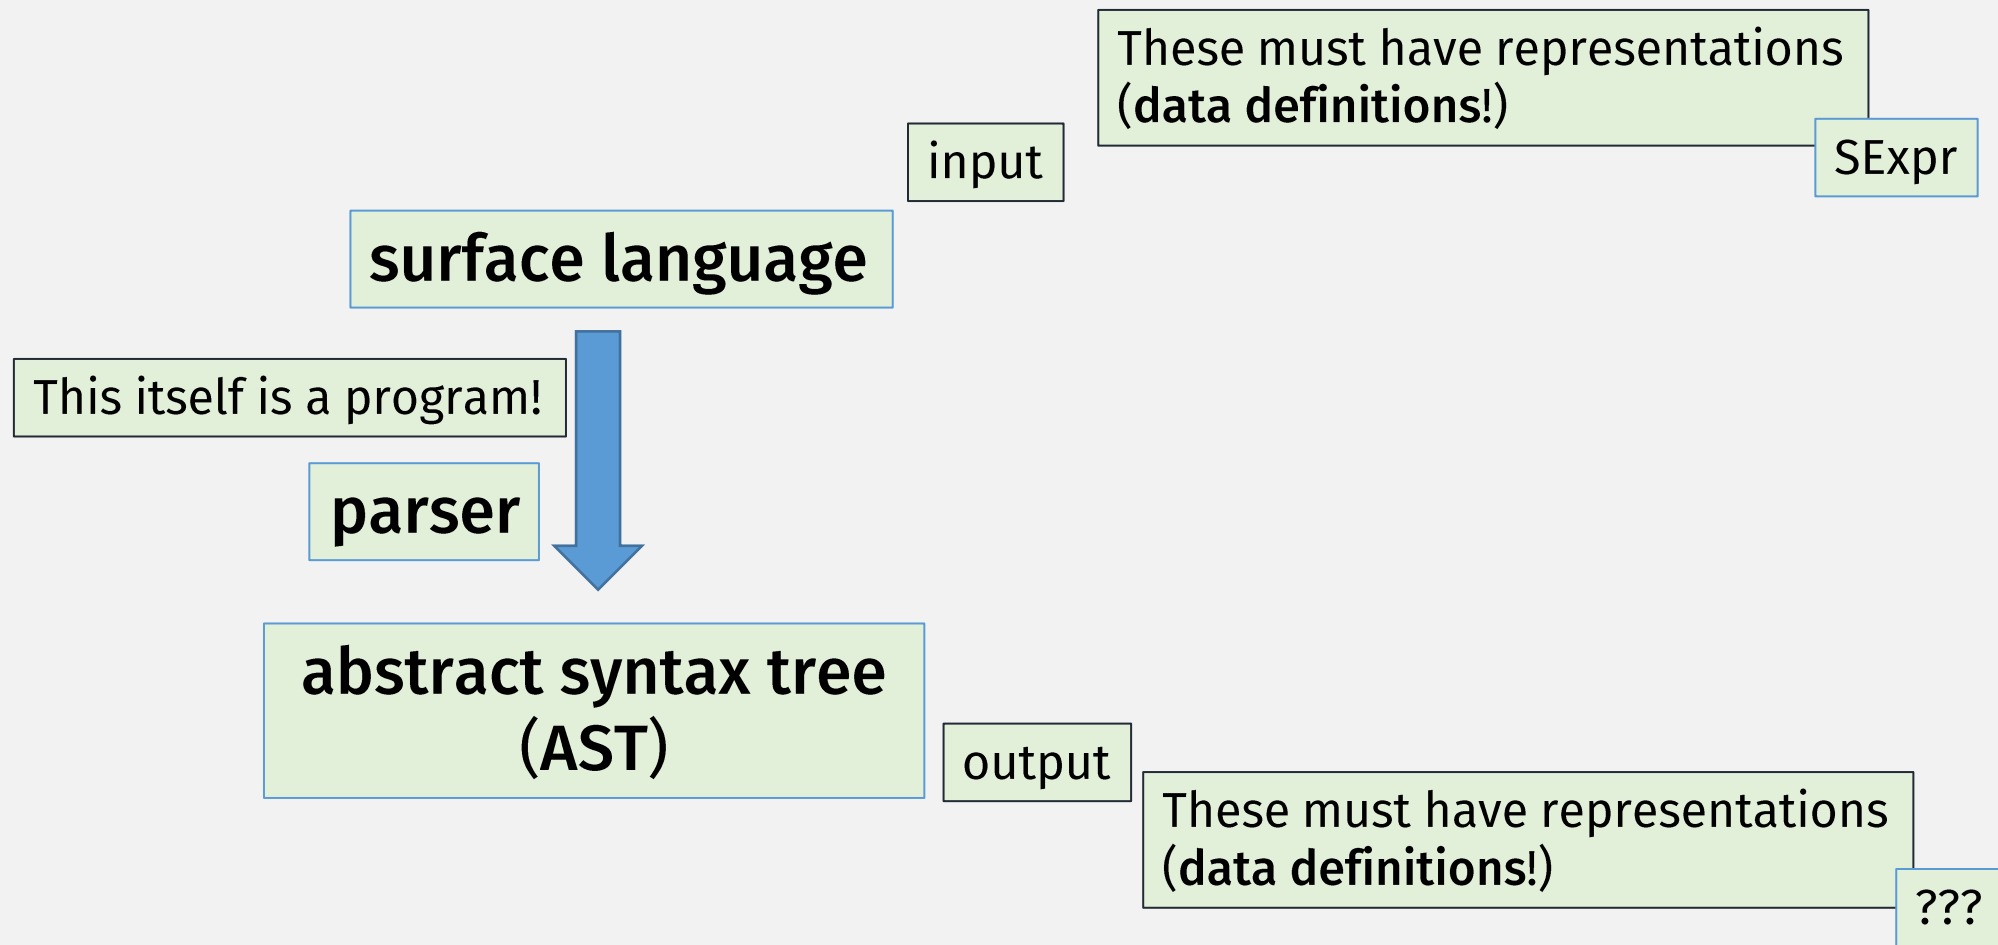 These must have representations
(data definitions!)
SExpr
input
surface language
This itself is a program!
parser
abstract syntax tree
(AST)
output
These must have representations
(data definitions!)
???